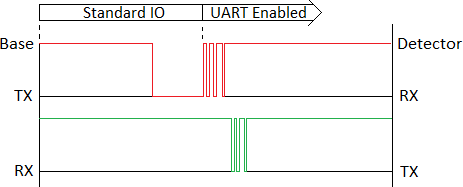 Standard IO UART Enabled
Base Detector
TX RX
RX TX